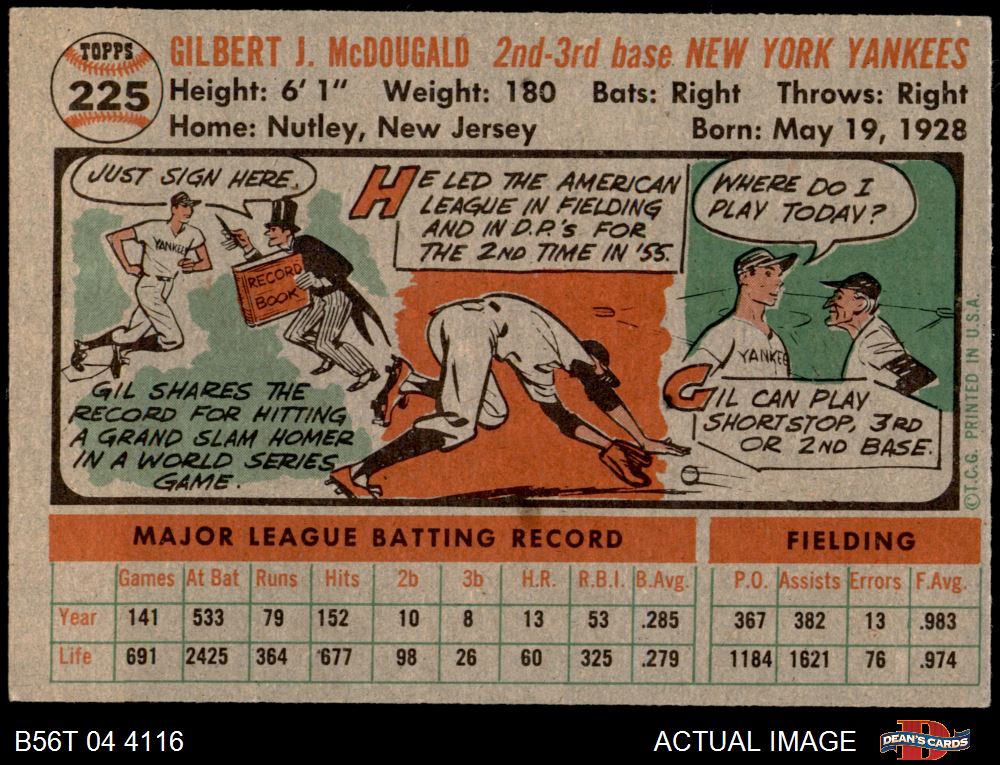 TOPPS
225
GILBERT J. McDOUGALD 2nd-3rd base NEW YORK YANKEES
Height: 6' 1" Weight: 180 Bats: Right Throws: Right
Home: Nutley, New Jersey Born: May 19, 1928
JUST SIGN HERE.
YANKEE
RECORD
BOOK
GIL SHARES THE
RECORD FOR HITTING
A GRAND SLAM HOMER
IN A WORLD SERIES
GAME.
HE LED THE AMERICAN
LEAGUE IN FIELDING
AND IN D.P.'S FOR
THE 2ND TIME IN '55.
WHERE DO I
PLAY TODAY?
YANKEE
GIL CAN PLAY
SHORTSTOP, 3RD
OR 2ND BASE.
©T.C.G. PRINTED IN U.S.A.
MAJOR LEAGUE BATTING RECORD FIELDING
Games At Bat Runs Hits 2b 3b H.R. R.B.I. B.Avg. P.O. Assists Errors F.Avg.
Year 141 533 79 152 10 8 13 53 .285 367 382 13 .983
Life 691 2425 364 677 98 26 60 325 .279 1184 1621 76 .974
B56T 04 4116 ACTUAL IMAGE DEAN'S CARDS